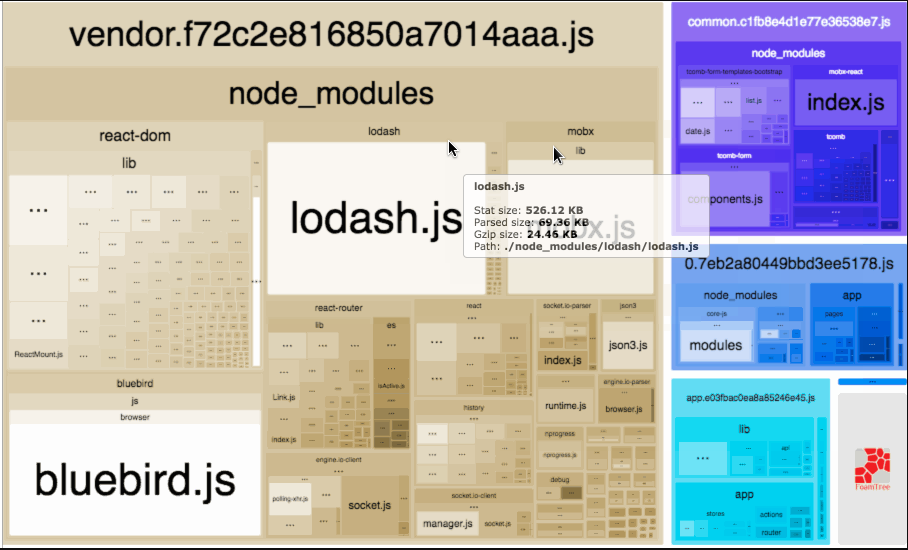 vendor.f72c2e816850a7014aaa.js
node_modules
react-dom
lib
ReactMount.js
bluebird
js
browser
bluebird.js
lodash
lodash.js
mobx
lib
lodash.js
Stat size: 526.12 KB
Parsed size: 69.36 KB
Gzip size: 24.46 KB
Path: ./node_modules/lodash/lodash.js
react-router
lib
Link.js
index.js
es
isActive.js
engine.io-client
polling-xhr.js
socket.js
react
history
socket.io-client
manager.js
socket.js
socket.io-parser
index.js
json3
json3.js
runtime.js
engine.io-parser
browser.js
nprogress
nprogress.js
debug
common.c1fb8e4d1e77e36538e7.js
node_modules
tcomb-form-templates-bootstrap
list.js
date.js
mobx-react
index.js
tcomb-form
components.js
tcomb
0.7eb2a80449bbd3ee5178.js
node_modules
core-js
modules
app
pages
app.e03fbac0ea8a85246e45.js
lib
api
app
stores
actions
router
FoamTree